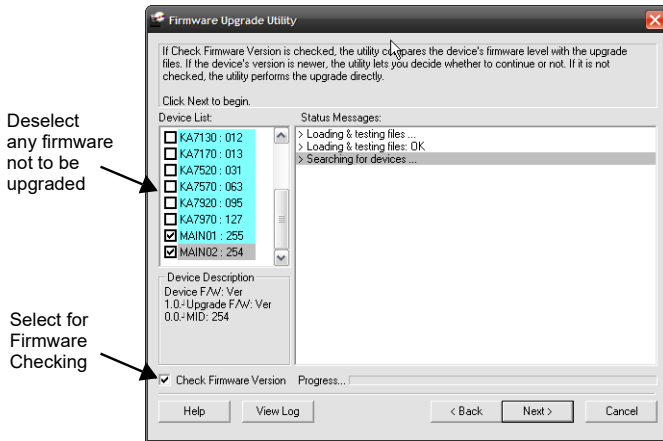 Firmware Upgrade Utility
If Check Firmware Version is checked, the utility compares the device's firmware level with the upgrade
files. If the device's version is newer, the utility lets you decide whether to continue or not. If it is not
checked, the utility performs the upgrade directly.
Click Next to begin.
Device List:
Status Messages:
Deselect
any firmware
not to be
upgraded
KA7130 : 012
KA7170 : 013
KA7520 : 031
KA7570 : 063
KA7920 : 095
KA7970 : 127
MAIN01 : 255
MAIN02 : 254
> Loading & testing files ...
> Loading & testing files: OK
> Searching for devices ...
Device Description
Device F/W: Ver
1.0.┘Upgrade F/W: Ver
0.0.┘MID: 254
Select for
Firmware
Checking
Check Firmware Version
Progress...
Help
View Log
< Back
Next >
Cancel